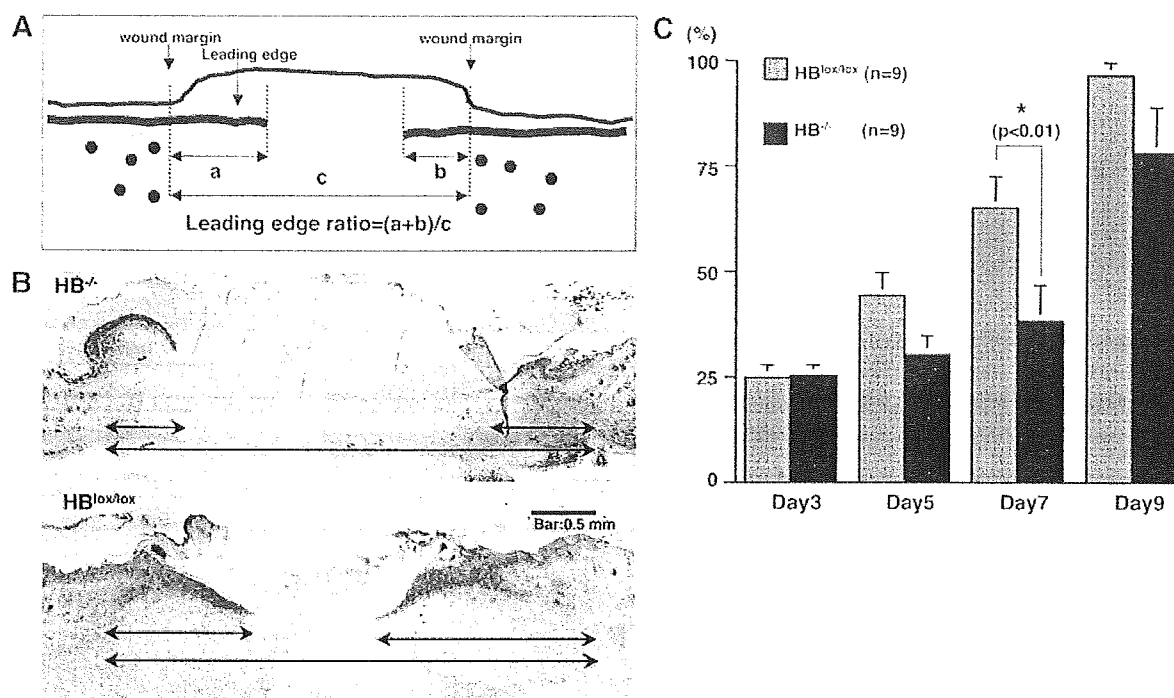 A
wound margin
wound margin
Leading edge
a
b
c
Leading edge ratio=(a+b)/c
B
HB-/-
HBlox/lox
Bar:0.5 mm
C
(%)
HBlox/lox (n=9)
HB-/- (n=9)
*
(p<0.01)
100
75
50
25
0
Day3 Day5 Day7 Day9